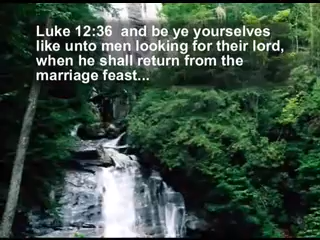 Luke 12:36  and be ye yourselves
like unto men looking for their lord,
when he shall return from the
marriage feast...